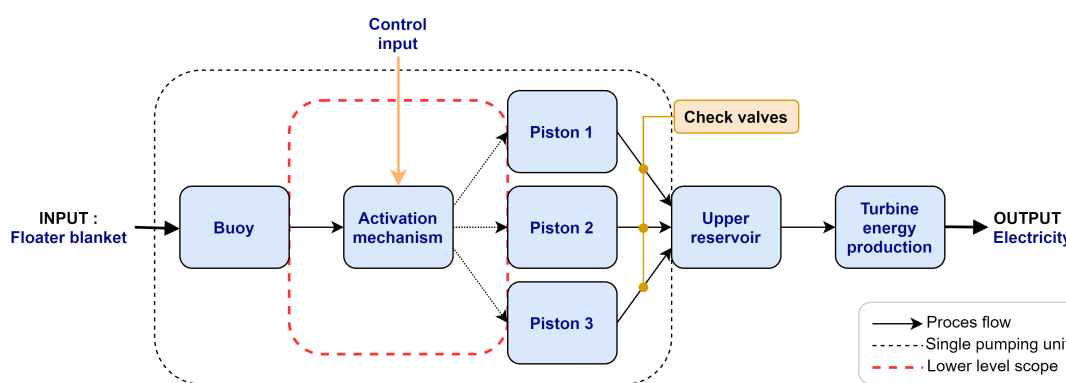 Control
input
Piston 1
Check valves
INPUT :
Floater blanket
Buoy
Activation
mechanism
Piston 2
Upper
reservoir
Turbine
energy
production
OUTPUT
Electricity
Piston 3
Proces flow
Single pumping unit
Lower level scope